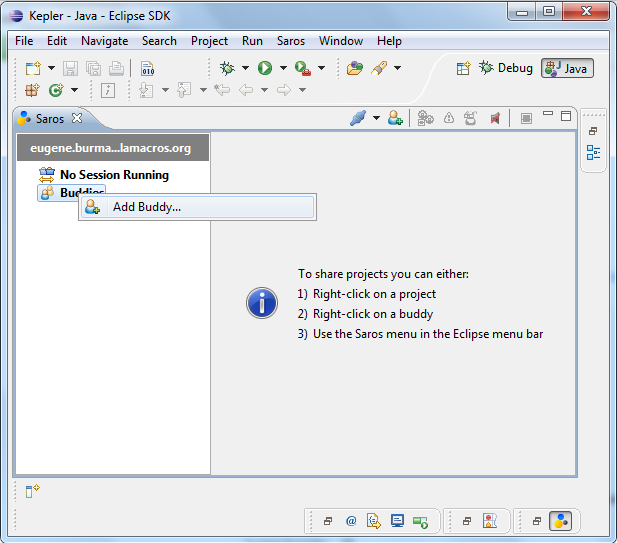 Kepler - Java - Eclipse SDK
File Edit Navigate Search Project Run Saros Window Help
010
Debug Java
Saros
eugene.burma...lamacros.org
No Session Running
Buddies
Add Buddy...
To share projects you can either:
1) Right-click on a project
2) Right-click on a buddy
3) Use the Saros menu in the Eclipse menu bar